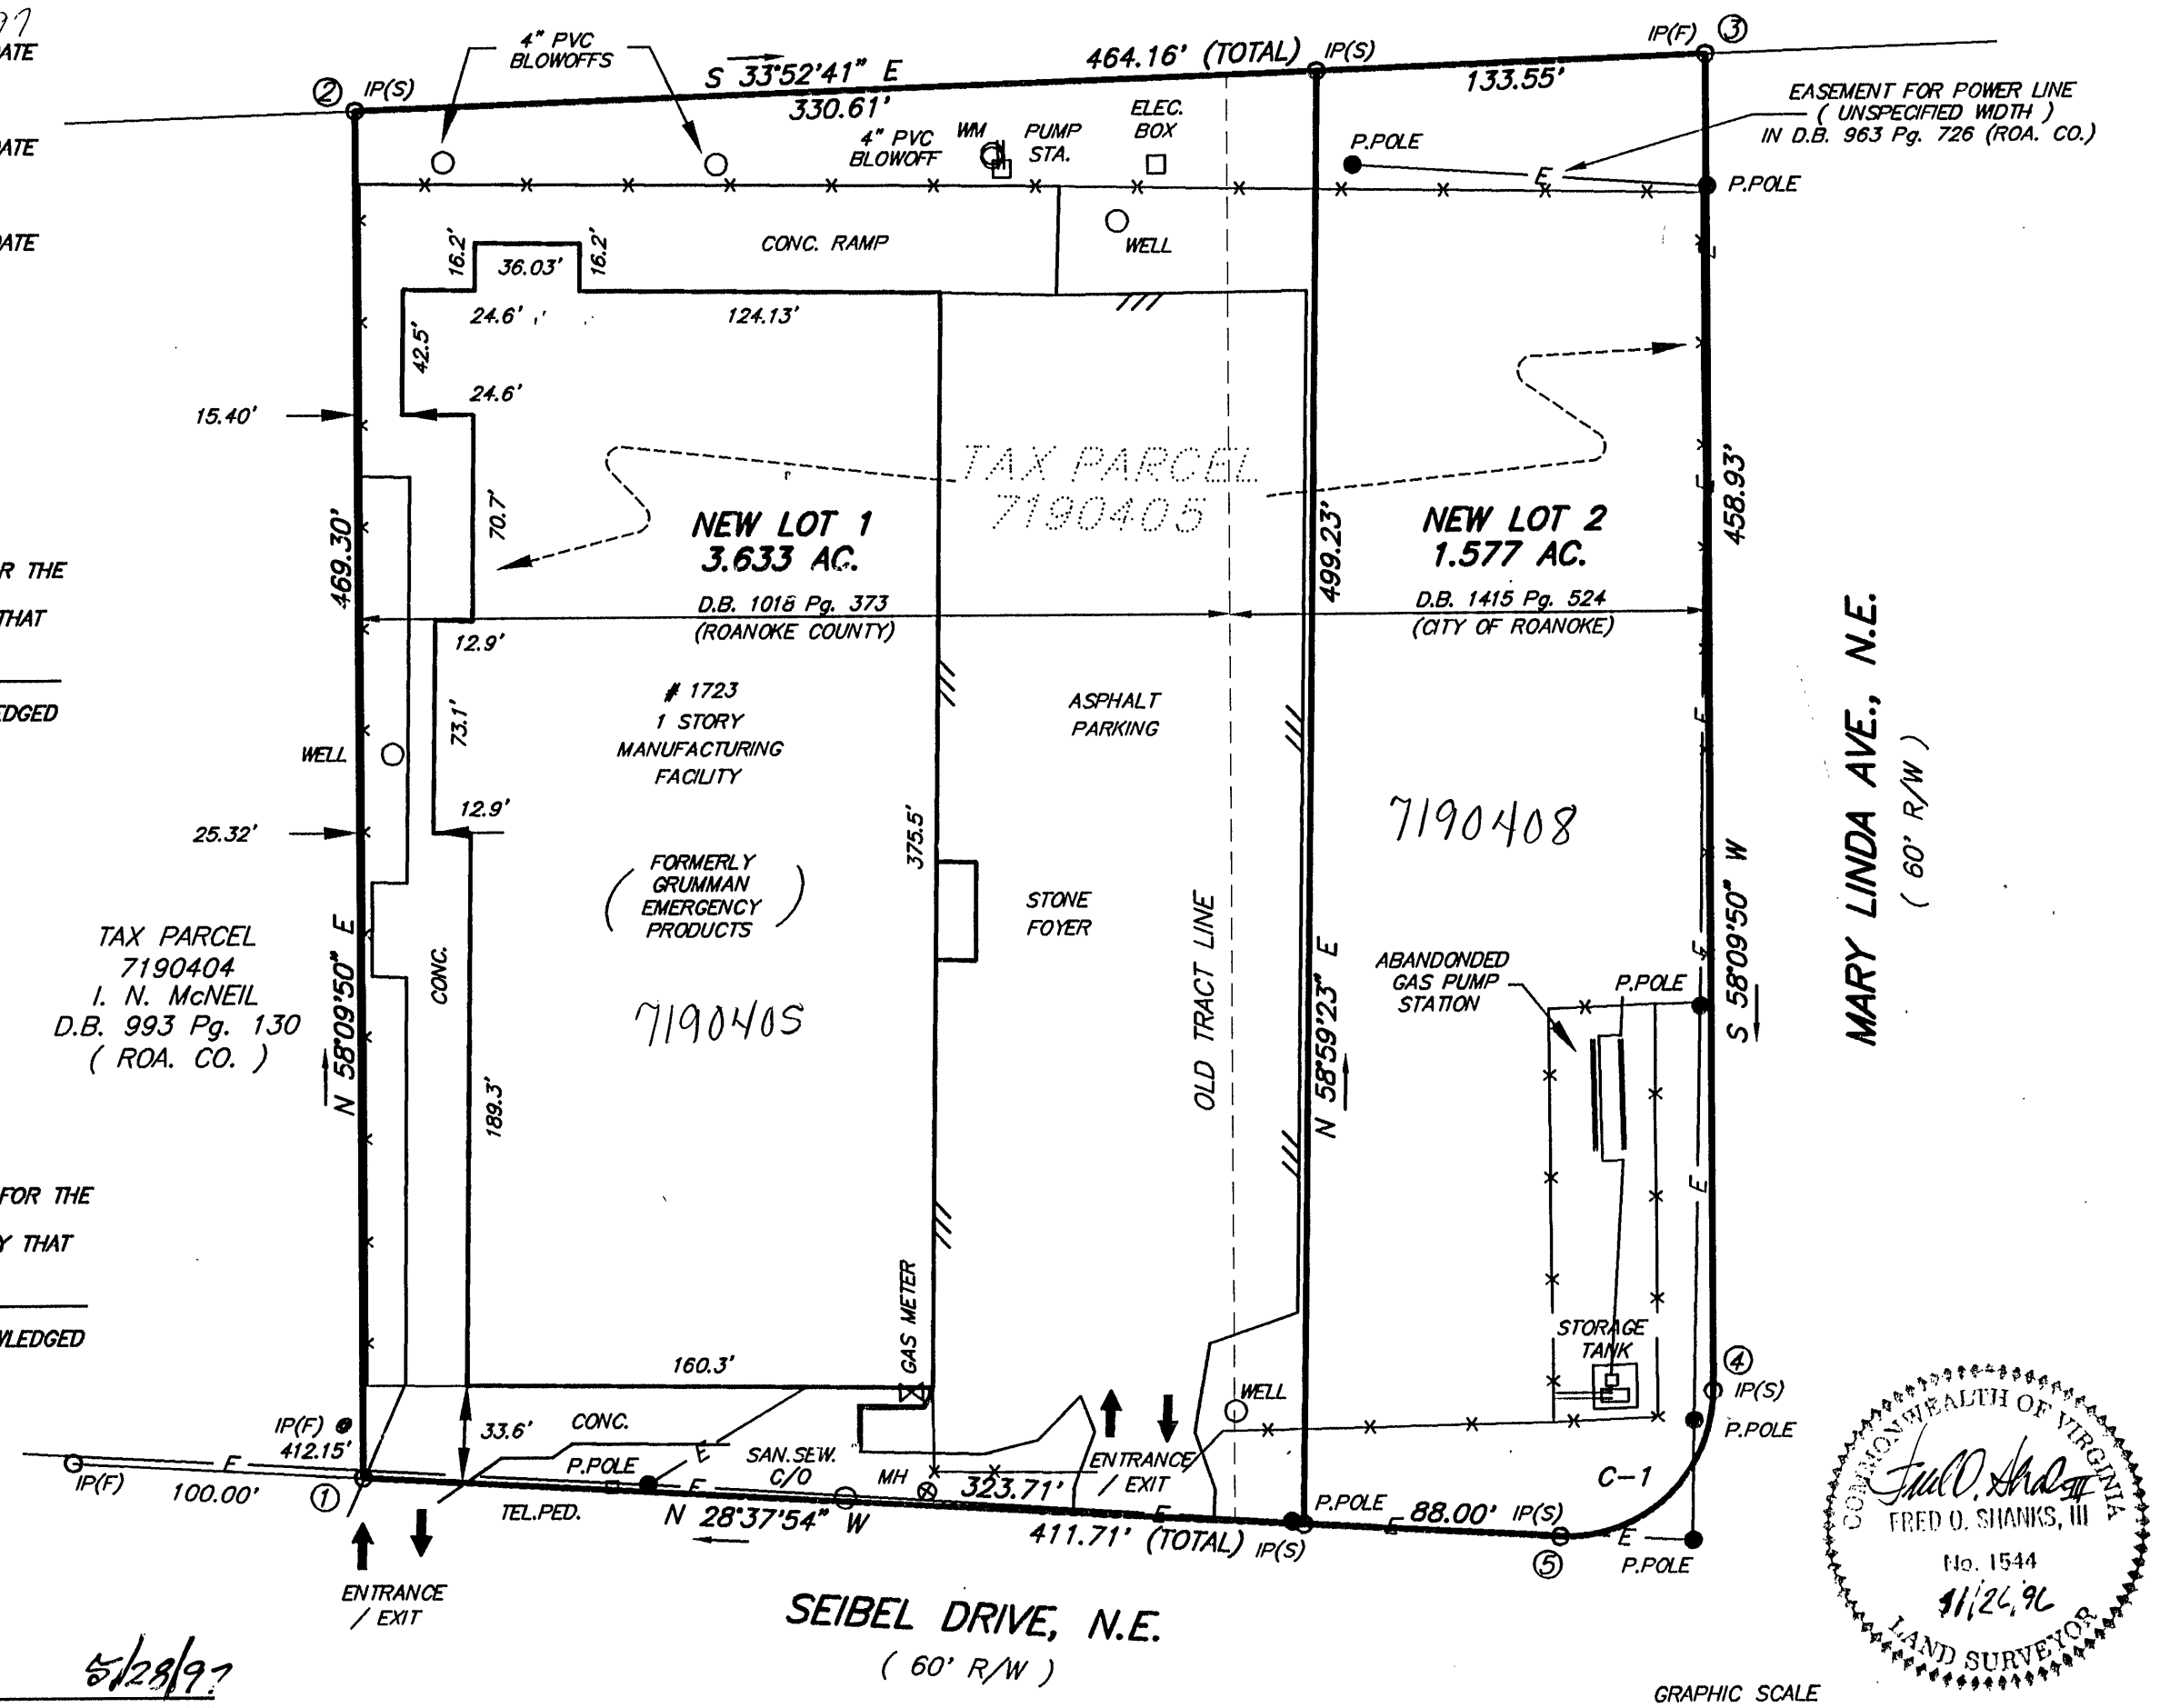 97
ATE
ATE
ATE
R THE
THAT
EDGED
FOR THE
Y THAT
WLEDGED
5/28/97
4" PVC
BLOWOFFS
S 33°52'41" E
330.61'
464.16' (TOTAL)
IP(S)
133.55'
IP(F)
3
2
IP(S)
EASEMENT FOR POWER LINE
( UNSPECIFIED WIDTH )
IN D.B. 963 Pg. 726 (ROA. CO.)
4" PVC
BLOWOFF
WM
PUMP
STA.
ELEC.
BOX
P.POLE
E
P.POLE
16.2'
36.03'
16.2'
CONC. RAMP
WELL
24.6'
124.13'
42.5'
24.6'
15.40'
70.7'
TAX PARCEL
7190405
NEW LOT 1
3.633 AC.
D.B. 1018 Pg. 373
(ROANOKE COUNTY)
NEW LOT 2
1.577 AC.
D.B. 1415 Pg. 524
(CITY OF ROANOKE)
469.30'
499.23'
458.93'
12.9'
73.1'
WELL
12.9'
25.32'
# 1723
1 STORY
MANUFACTURING
FACILITY
ASPHALT
PARKING
7190408
375.5'
(FORMERLY
GRUMMAN
EMERGENCY
PRODUCTS)
STONE
FOYER
TAX PARCEL
7190404
I. N. McNEIL
D.B. 993 Pg. 130
( ROA. CO. )
N 58°09'50" E
CONC.
7190405
189.3'
OLD TRACT LINE
N 58°59'23" E
ABANDONDED
GAS PUMP
STATION
P.POLE
S 58°09'50" W
MARY LINDA AVE., N.E.
( 60' R/W )
E
E
E
E
E
STORAGE
TANK
GAS METER
160.3'
WELL
4
IP(S)
P.POLE
IP(F)
412.15'
33.6'
CONC.
E
IP(F)
100.00'
1
P.POLE
E
E
TEL.PED.
SAN.SEW.
C/O
MH
323.71'
ENTRANCE
/ EXIT
N 28°37'54" W
E
411.71' (TOTAL)
IP(S)
P.POLE
E
88.00'
IP(S)
C-1
5
E
P.POLE
ENTRANCE
/ EXIT
SEIBEL DRIVE, N.E.
( 60' R/W )
COMMONWEALTH OF VIRGINIA
Fred O. Shanks III
FRED O. SHANKS, III
No. 1544
11/26/96
LAND SURVEYOR
GRAPHIC SCALE